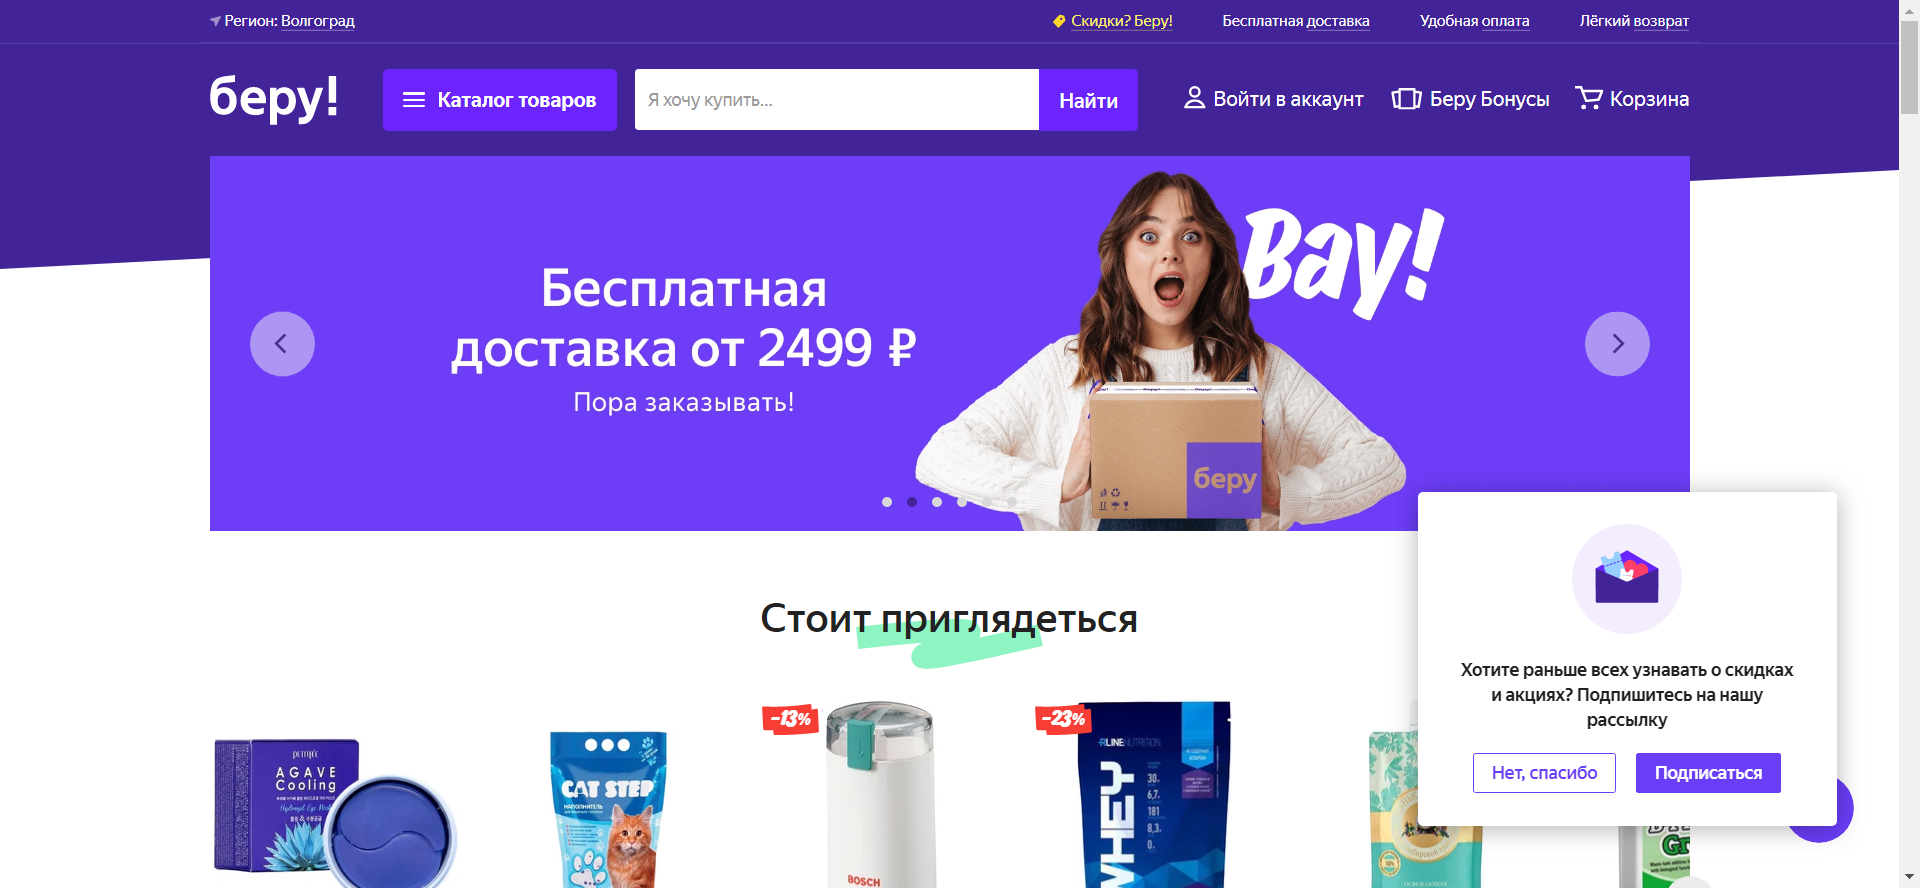 Регион: Волгоград
Скидки? Беру!
Бесплатная доставка
Удобная оплата
Лёгкий возврат
беру!
Каталог товаров
Я хочу купить...
Найти
Войти в аккаунт
Беру Бонусы
Корзина
Вау!
Бесплатная
доставка от 2499 ₽
Пора заказывать!
беру
Стоит приглядеться
Хотите раньше всех узнавать о скидках
и акциях? Подпишитесь на нашу
рассылку
Нет, спасибо
Подписаться
PETITFÉE
AGAVE
Cooling
CAT STEP
НАПОЛНИТЕЛЬ
-13%
BOSCH
-23%
RLINE NUTRITION
WHEY
30
6,7
181
8,3
0